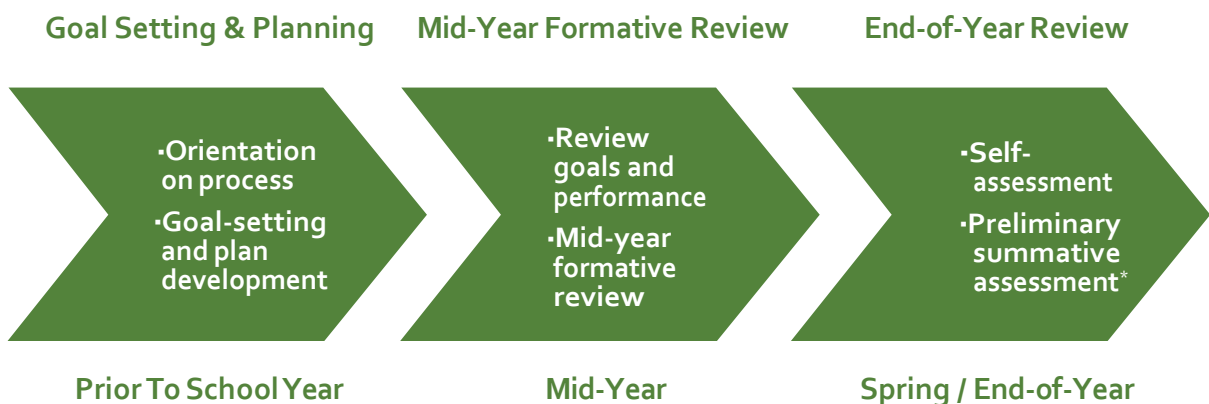 Goal Setting & Planning
Mid-Year Formative Review
End-of-Year Review
▪Orientation
on process
▪Goal-setting
and plan
development
▪Review
goals and
performance
▪Mid-year
formative
review
▪Self-
assessment
▪Preliminary
summative
assessment*
Prior To School Year
Mid-Year
Spring / End-of-Year